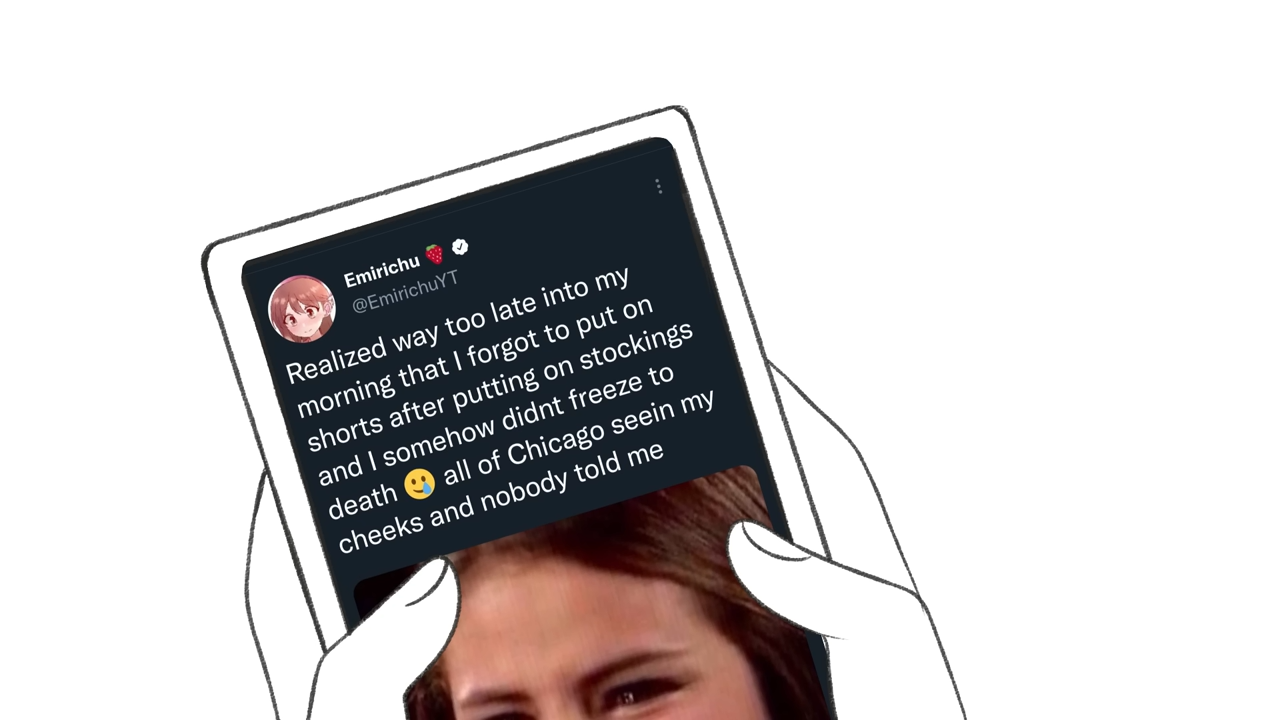 Emirichu 🍓
@EmirichuYT
Realized way too late into my
morning that I forgot to put on
shorts after putting on stockings
and I somehow didnt freeze to
death 🥲 all of Chicago seein my
cheeks and nobody told me